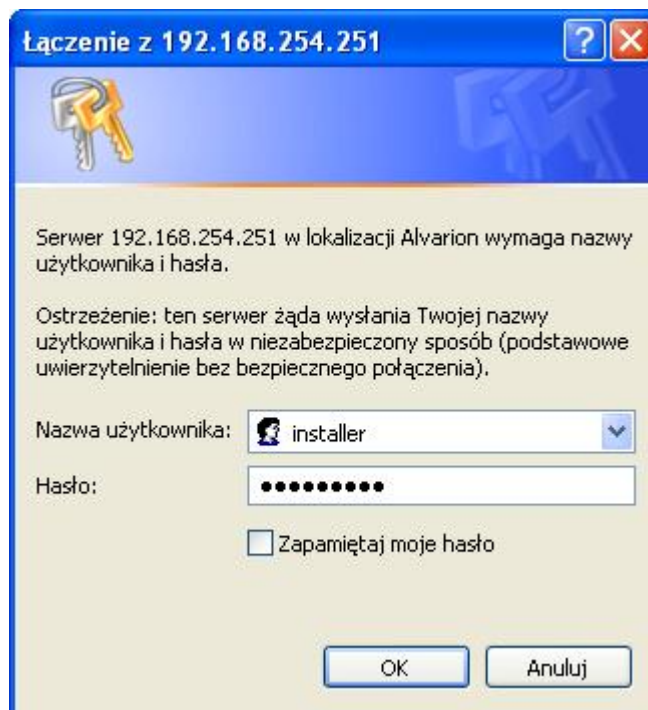 Łączenie z 192.168.254.251
Serwer 192.168.254.251 w lokalizacji Alvarion wymaga nazwy
użytkownika i hasła.
Ostrzeżenie: ten serwer żąda wysłania Twojej nazwy
użytkownika i hasła w niezabezpieczony sposób (podstawowe
uwierzytelnienie bez bezpiecznego połączenia).
Nazwa użytkownika: installer
Hasło: •••••••••
Zapamiętaj moje hasło
OK Anuluj